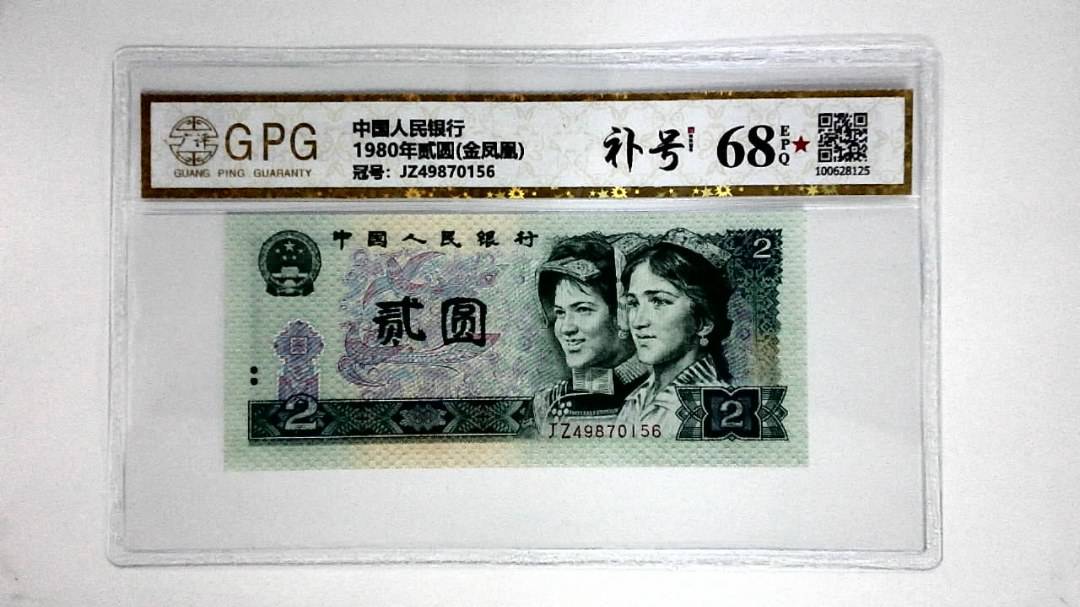 GPG
GUANG PING GUARANTY
中国人民银行
1980年贰圆(金凤凰)
冠号: JZ49870156
补号
68
EPQ
100628125
中国人民银行
贰圆
2
2
2
JZ49870156